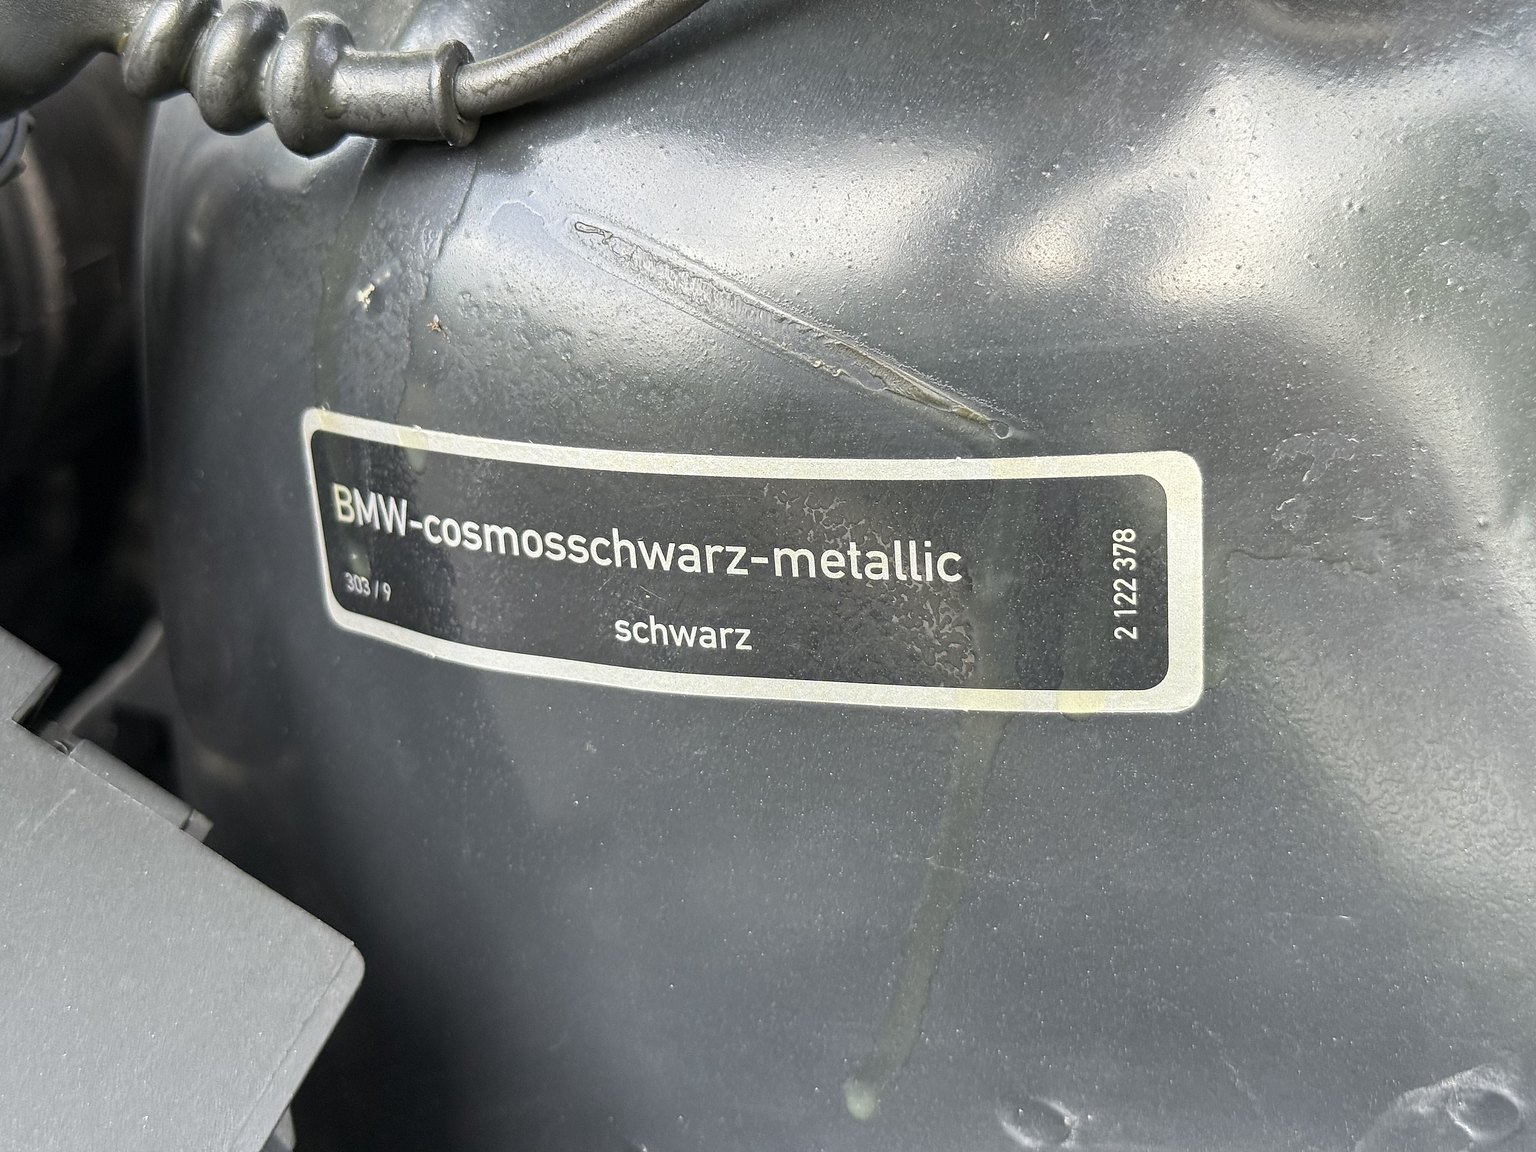 BMW-cosmosschwarz-metallic
303 / 9
schwarz
2 122 378